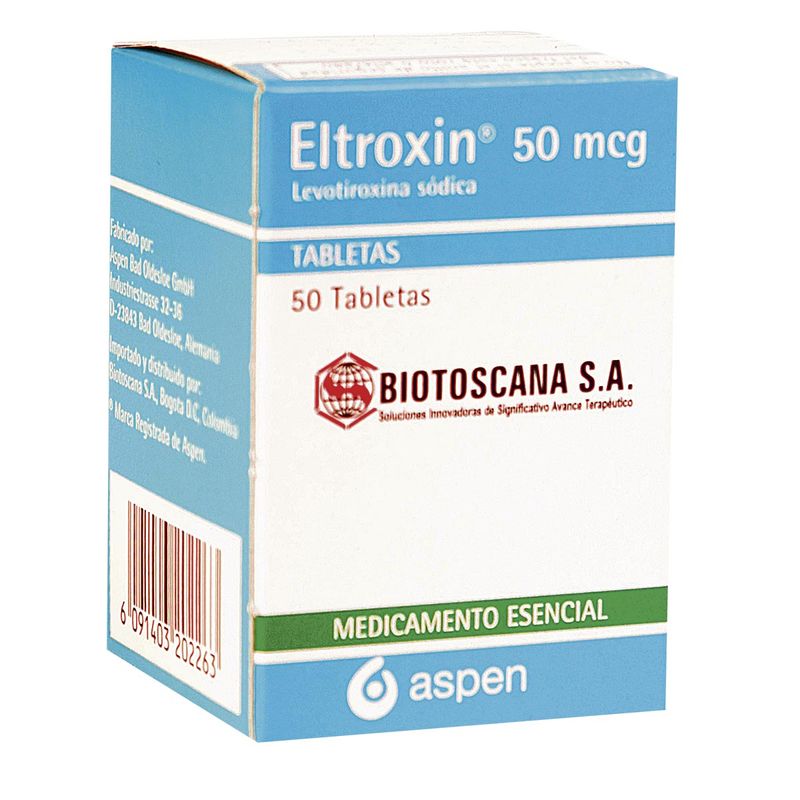 Eltroxin® 50 mcg
Levotiroxina sódica
TABLETAS
50 Tabletas
BIOTOSCANA S.A.
Soluciones Innovadoras de Significativo Avance Terapéutico
MEDICAMENTO ESENCIAL
aspen
Fabricado por:
Aspen Bad Oldesloe GmbH
Industriestrasse 32-36
D-23843 Bad Oldesloe, Alemania
Importado y distribuido por:
Biotoscana S.A., Bogota D.C, Colombia
® Marca Registrada de Aspen.
6 091403 202263